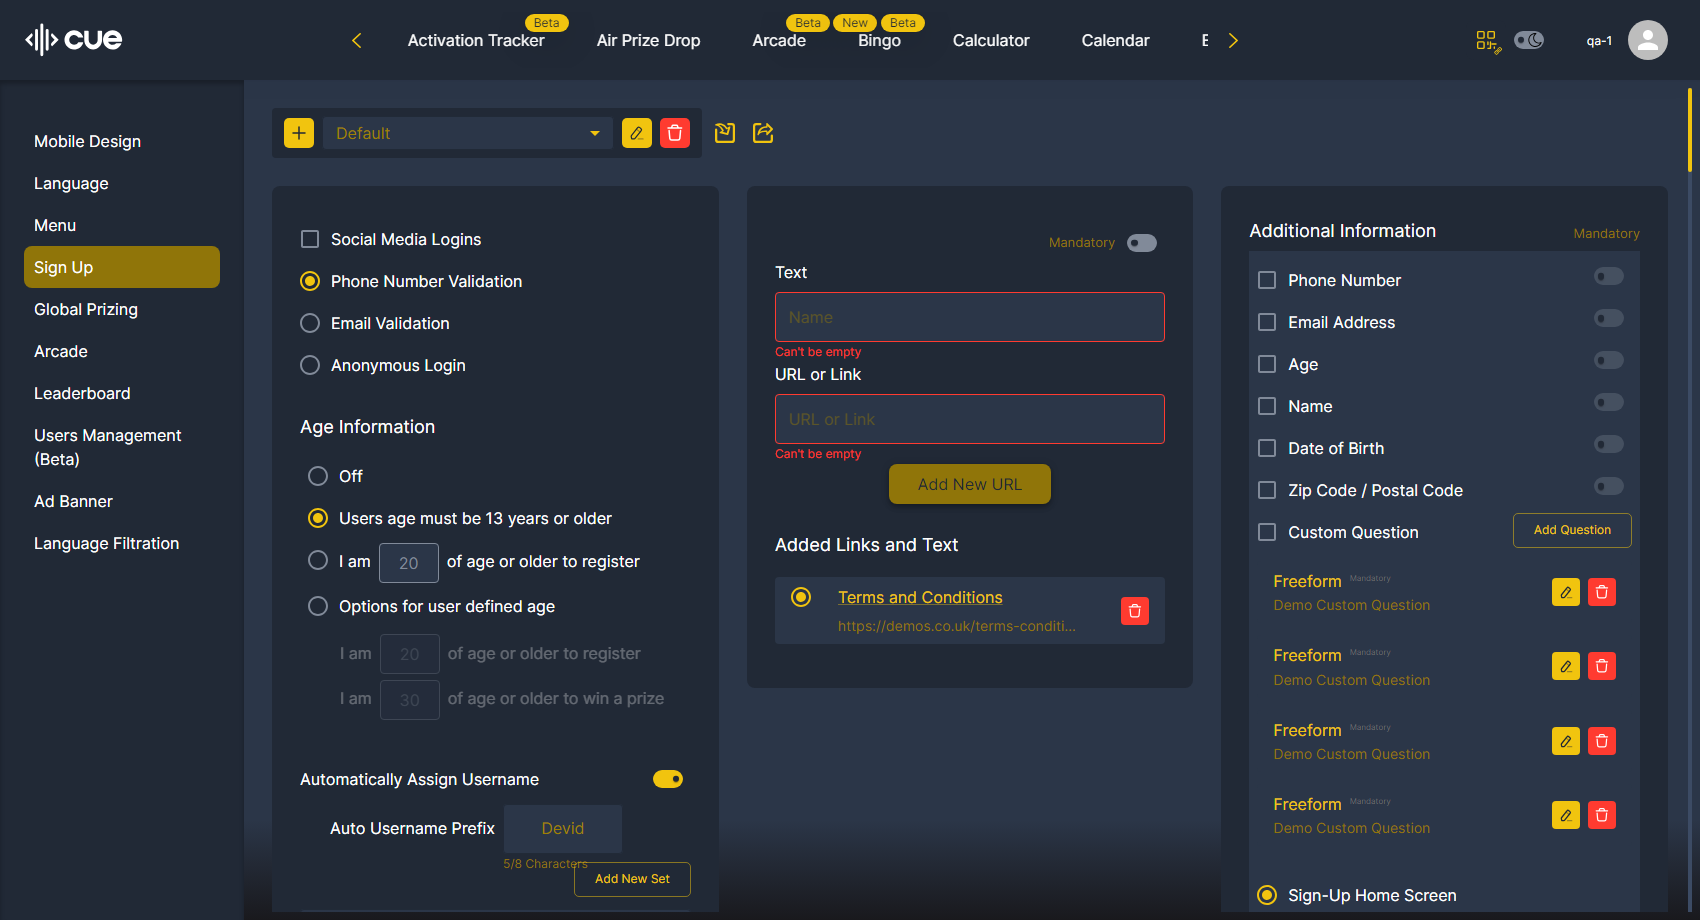 cue
Activation Tracker
Beta
Air Prize Drop
Arcade
Beta
New
Bingo
Beta
Calculator
Calendar
qa-1
Mobile Design
Language
Menu
Sign Up
Global Prizing
Arcade
Leaderboard
Users Management
(Beta)
Ad Banner
Language Filtration
Default
Social Media Logins
Phone Number Validation
Email Validation
Anonymous Login
Age Information
Off
Users age must be 13 years or older
I am 20 of age or older to register
Options for user defined age
I am 20 of age or older to register
I am 30 of age or older to win a prize
Automatically Assign Username
Auto Username Prefix Devid
5/8 Characters
Add New Set
Mandatory
Text
Name
Can't be empty
URL or Link
URL or Link
Can't be empty
Add New URL
Added Links and Text
Terms and Conditions
https://demos.co.uk/terms-conditi...
Additional Information Mandatory
Phone Number
Email Address
Age
Name
Date of Birth
Zip Code / Postal Code
Custom Question Add Question
Freeform Mandatory
Demo Custom Question
Freeform Mandatory
Demo Custom Question
Freeform Mandatory
Demo Custom Question
Freeform Mandatory
Demo Custom Question
Sign-Up Home Screen